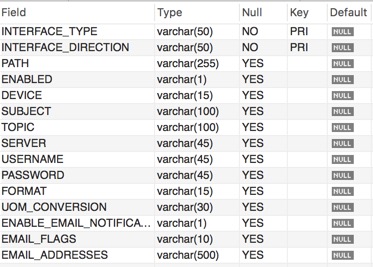 Field Type Null Key Default
INTERFACE_TYPE varchar(50) NO PRI NULL
INTERFACE_DIRECTION varchar(50) NO PRI NULL
PATH varchar(255) YES NULL
ENABLED varchar(1) YES NULL
DEVICE varchar(15) YES NULL
SUBJECT varchar(100) YES NULL
TOPIC varchar(100) YES NULL
SERVER varchar(45) YES NULL
USERNAME varchar(45) YES NULL
PASSWORD varchar(45) YES NULL
FORMAT varchar(15) YES NULL
UOM_CONVERSION varchar(30) YES NULL
ENABLE_EMAIL_NOTIFICA... varchar(1) YES NULL
EMAIL_FLAGS varchar(10) YES NULL
EMAIL_ADDRESSES varchar(500) YES NULL